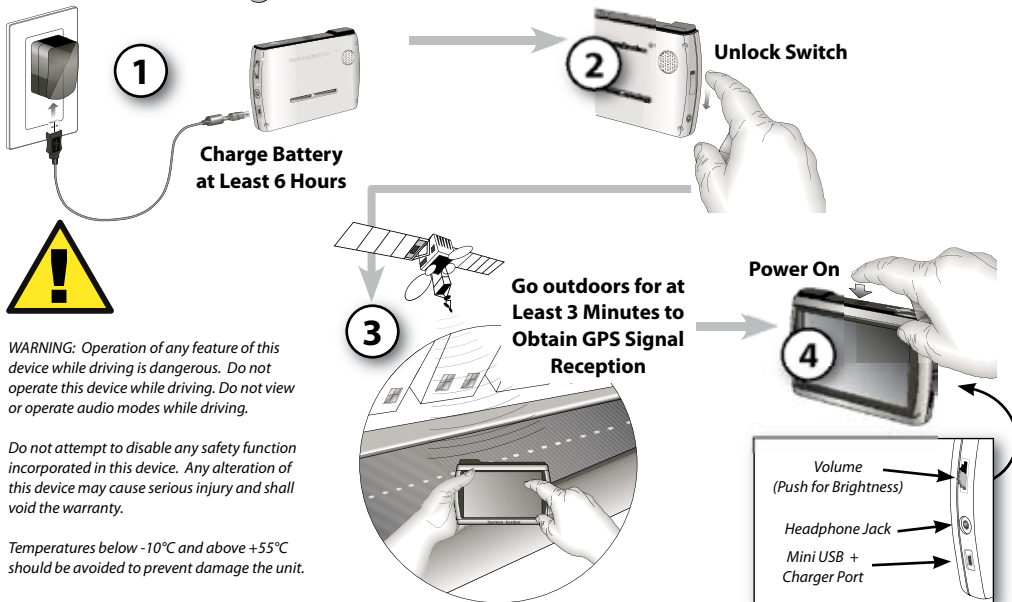 1
Charge Battery
at Least 6 Hours
2
Unlock Switch
3
Go outdoors for at
Least 3 Minutes to
Obtain GPS Signal
Reception
harman kardon
Power On
4
Volume
(Push for Brightness)
Headphone Jack
Mini USB +
Charger Port
WARNING: Operation of any feature of this
device while driving is dangerous. Do not
operate this device while driving. Do not view
or operate audio modes while driving.
Do not attempt to disable any safety function
incorporated in this device. Any alteration of
this device may cause serious injury and shall
void the warranty.
Temperatures below -10°C and above +55°C
should be avoided to prevent damage the unit.